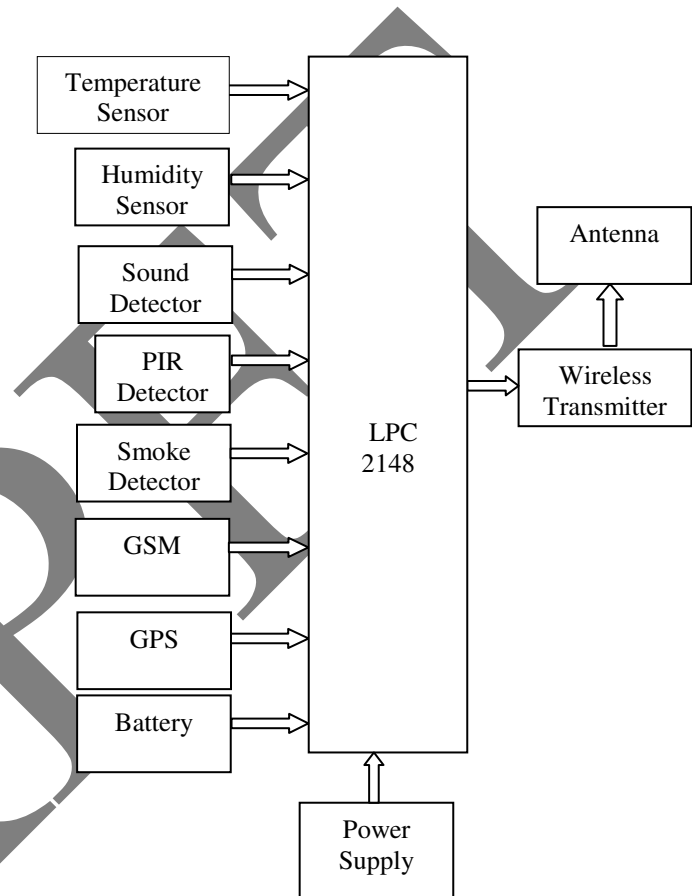 Temperature
Sensor
Humidity
Sensor
Sound
Detector
PIR
Detector
Smoke
Detector
GSM
GPS
Battery
LPC
2148
Power
Supply
Antenna
Wireless
Transmitter